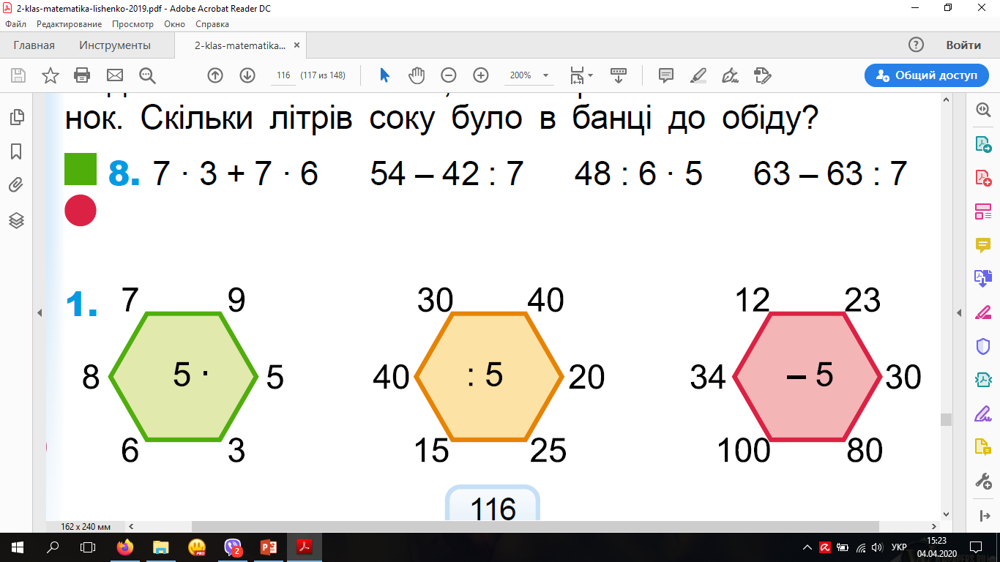 2-klas-matematika-lishenko-2019.pdf - Adobe Acrobat Reader DC
Файл Редактирование Просмотр Окно Справка
Главная Инструменты 2-klas-matematika... × Войти
116 (117 из 148) 200% Общий доступ
нок. Скільки літрів соку було в банці до обіду?
8. 7 · 3 + 7 · 6 54 – 42 : 7 48 : 6 · 5 63 – 63 : 7
1. 7 9 30 40 12 23
8 5 · 5 40 : 5 20 34 – 5 30
6 3 15 25 100 80
116
162 x 240 мм
PRO 2 УКР 15:23
04.04.2020